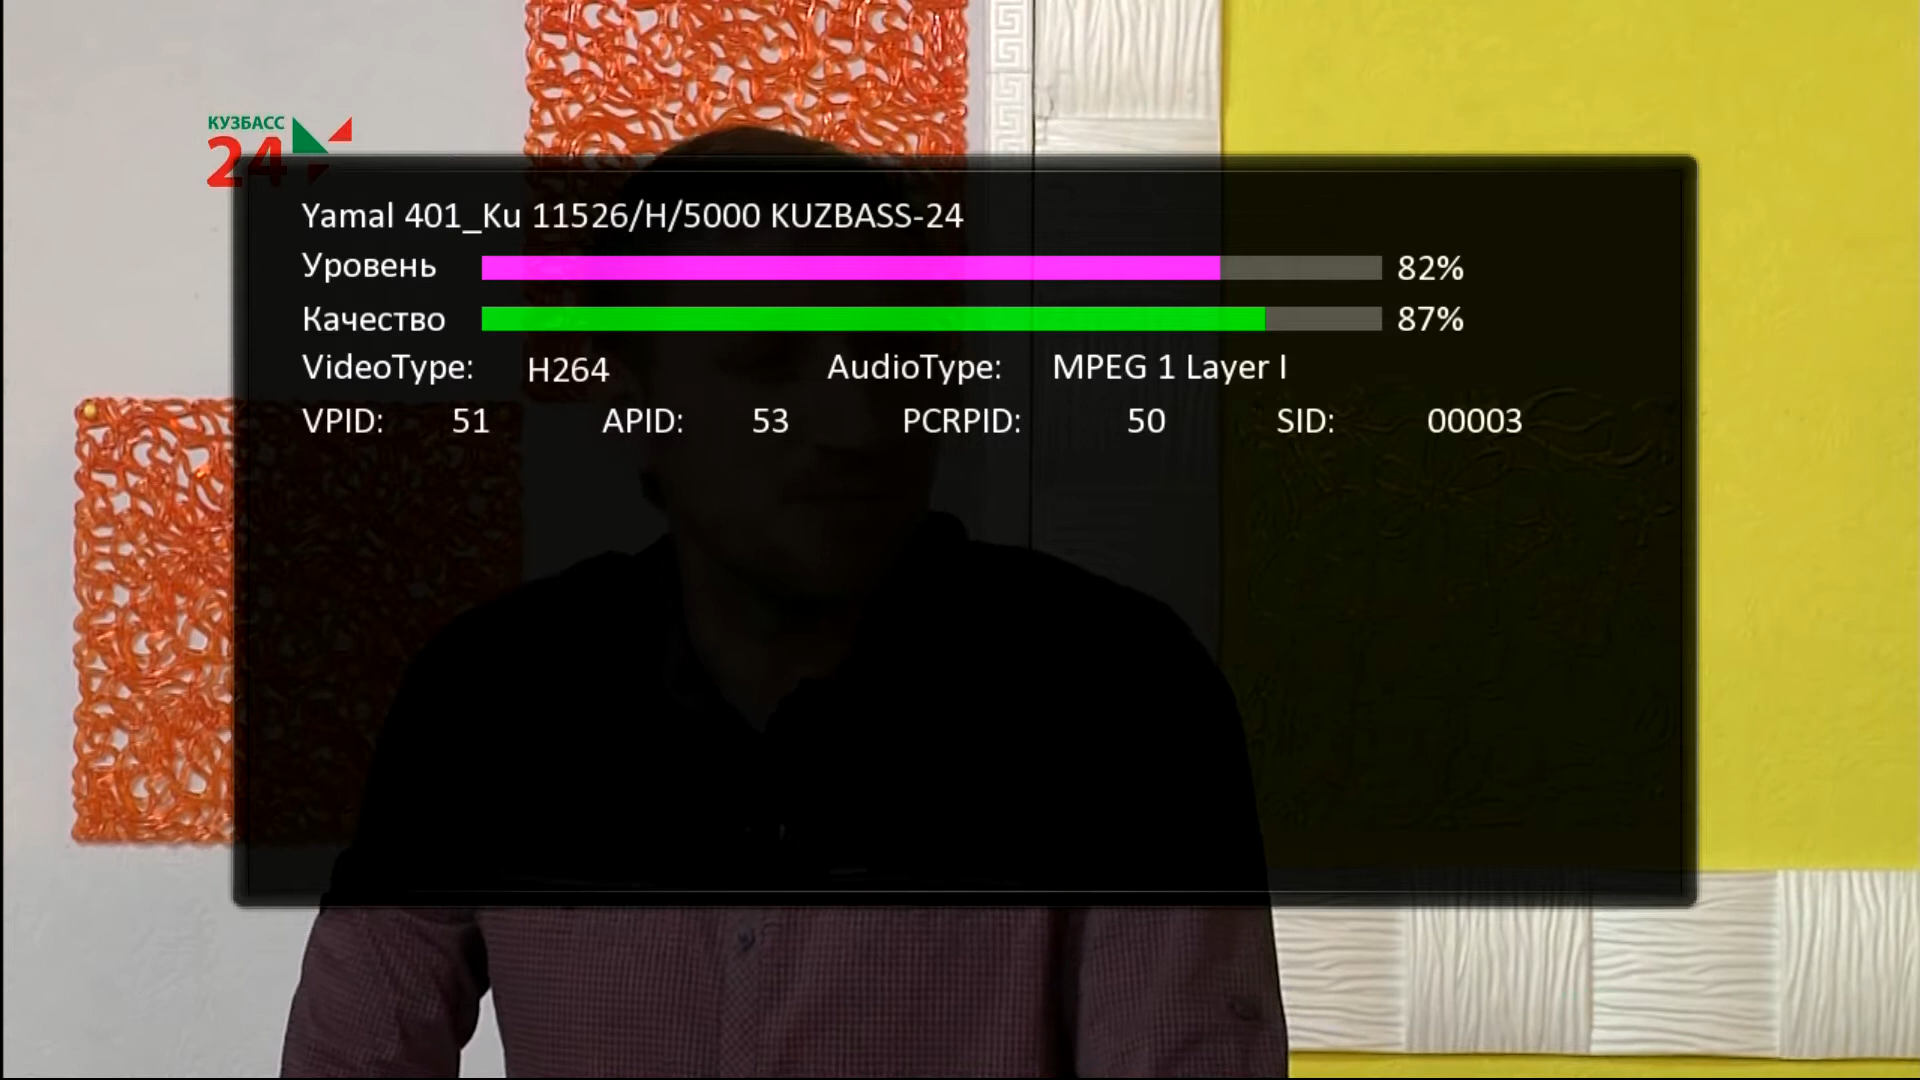 КУЗБАСС
24
Yamal 401_Ku 11526/H/5000 KUZBASS-24
Уровень 82%
Качество 87%
VideoType: H264 AudioType: MPEG 1 Layer I
VPID: 51 APID: 53 PCRPID: 50 SID: 00003